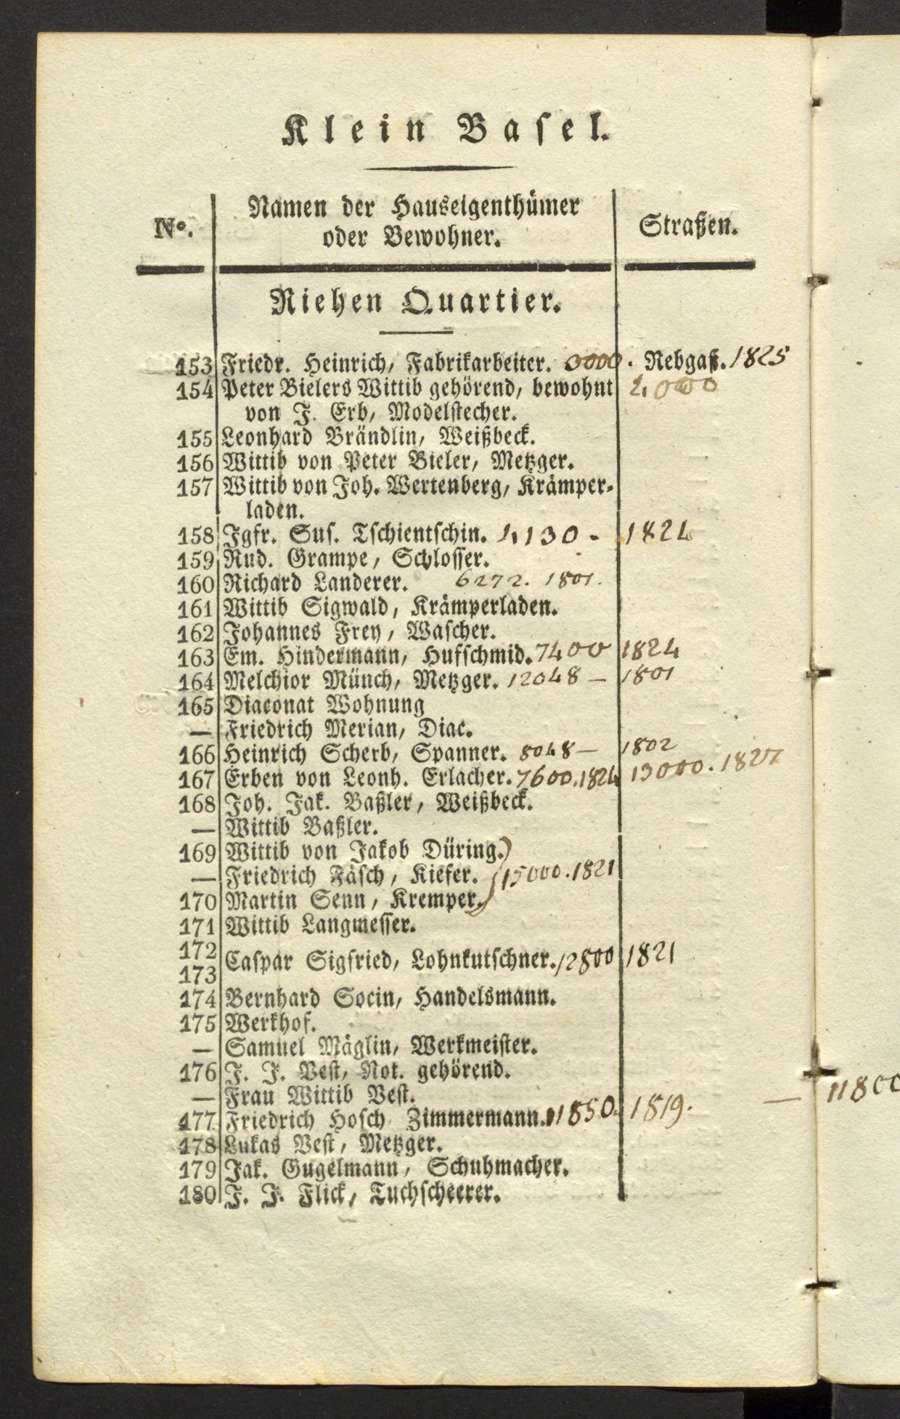 Klein Basel.
No. Namen der Hauseigenthümer Straßen.
oder Bewohner.
Riehen Quartier.
153 Friedr. Heinrich, Fabrikarbeiter. Rebgaß. 1825
154 Peter Bielers Wittib gehörend, bewohnt
von J. Erb, Modelstecher.
155 Leonhard Brändlin, Weißbeck.
156 Wittib von Peter Bieler, Metzger.
157 Wittib von Joh. Wertenberg, Krämper-
laden.
158 Jgfr. Sus. Tschientschin. 4130 - 1824
159 Rud. Grampe, Schlosser.
160 Richard Landerer. 6272. 1801.
161 Wittib Sigwald, Krämperladen.
162 Johannes Frey, Wascher.
163 Em. Hindermann, Hufschmid. 7400 1824
164 Melchior Münch, Metzger. 12048 – 1801
165 Diaconat Wohnung
— Friedrich Merian, Diac.
166 Heinrich Scherb, Spanner. 8048 – 1802
167 Erben von Leonh. Erlacher. 7600. 1824 13000. 1827
168 Joh. Jak. Baßler, Weißbeck.
— Wittib Baßler.
169 Wittib von Jakob Düring.
— Friedrich Fäsch, Kiefer. 15000. 1821
170 Martin Senn, Kremper.
171 Wittib Langmesser.
172
173 Caspar Sigfried, Lohnkutschner. 12800 1821
174 Bernhard Socin, Handelsmann.
175 Werkhof.
— Samuel Mäglin, Werkmeister.
176 J. J. Vest, Not. gehörend.
— Frau Wittib Vest.
177 Friedrich Hosch Zimmermann. 11850. 1819. — 11800
178 Lukas Vest, Metzger.
179 Jak. Gugelmann, Schuhmacher.
180 J. J. Flick, Tuchscheerer.